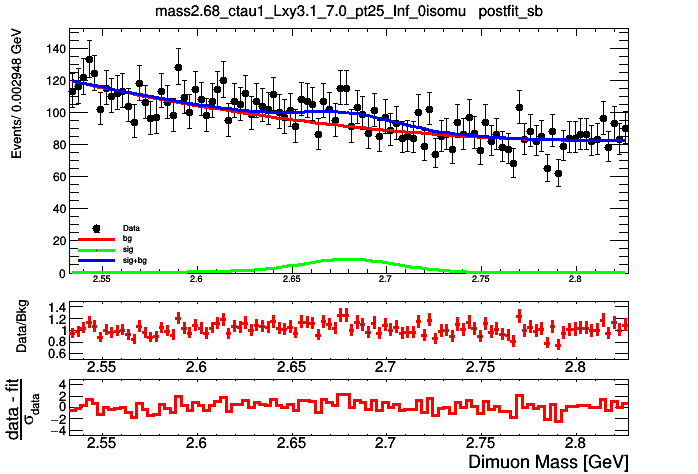 mass2.68_ctau1_Lxy3.1_7.0_pt25_Inf_0isomu postfit_sb
Events/ 0.002948 GeV
140
120
100
80
60
40
20
0
Data
bg
sig
sig+bg
2.55 2.6 2.65 2.7 2.75 2.8
Data/Bkg
1.4
1.2
1
0.8
0.6
2.55 2.6 2.65 2.7 2.75 2.8
data - fit
σdata
4
2
0
−2
−4
2.55 2.6 2.65 2.7 2.75 2.8
Dimuon Mass [GeV]